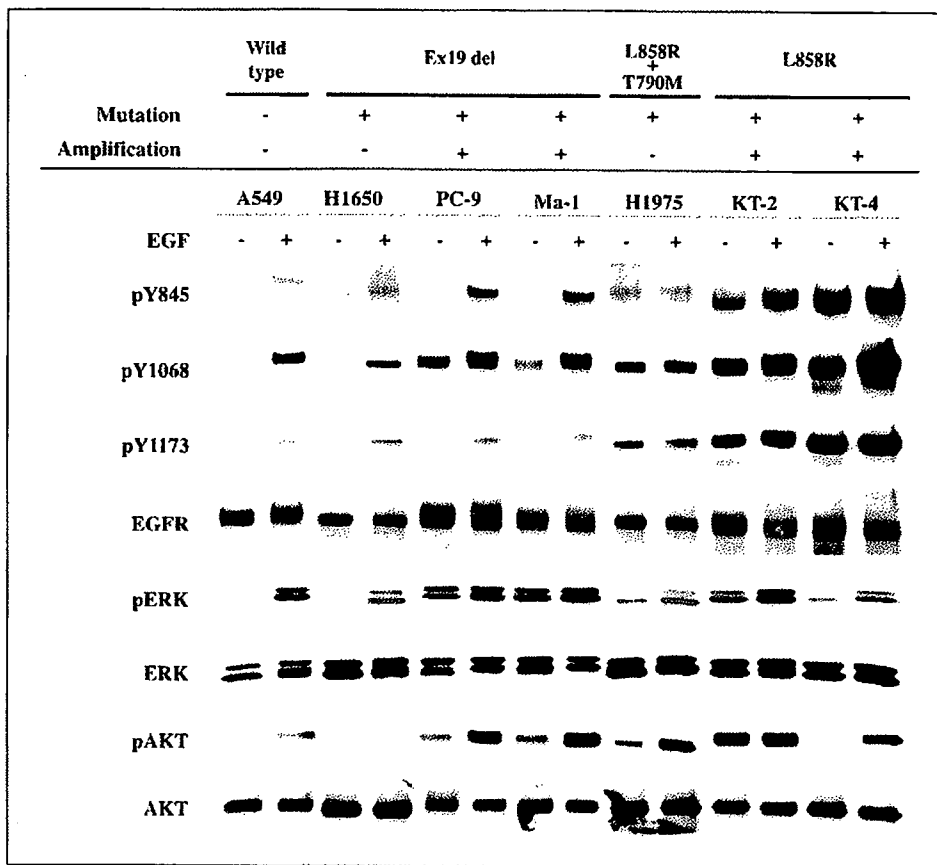 Wild type Ex19 del L858R + T790M L858R
Mutation - + + + + + +
Amplification - - + + - + +
A549 H1650 PC-9 Ma-1 H1975 KT-2 KT-4
EGF - + - + - + - + - + - + - +
pY845
pY1068
pY1173
EGFR
pERK
ERK
pAKT
AKT